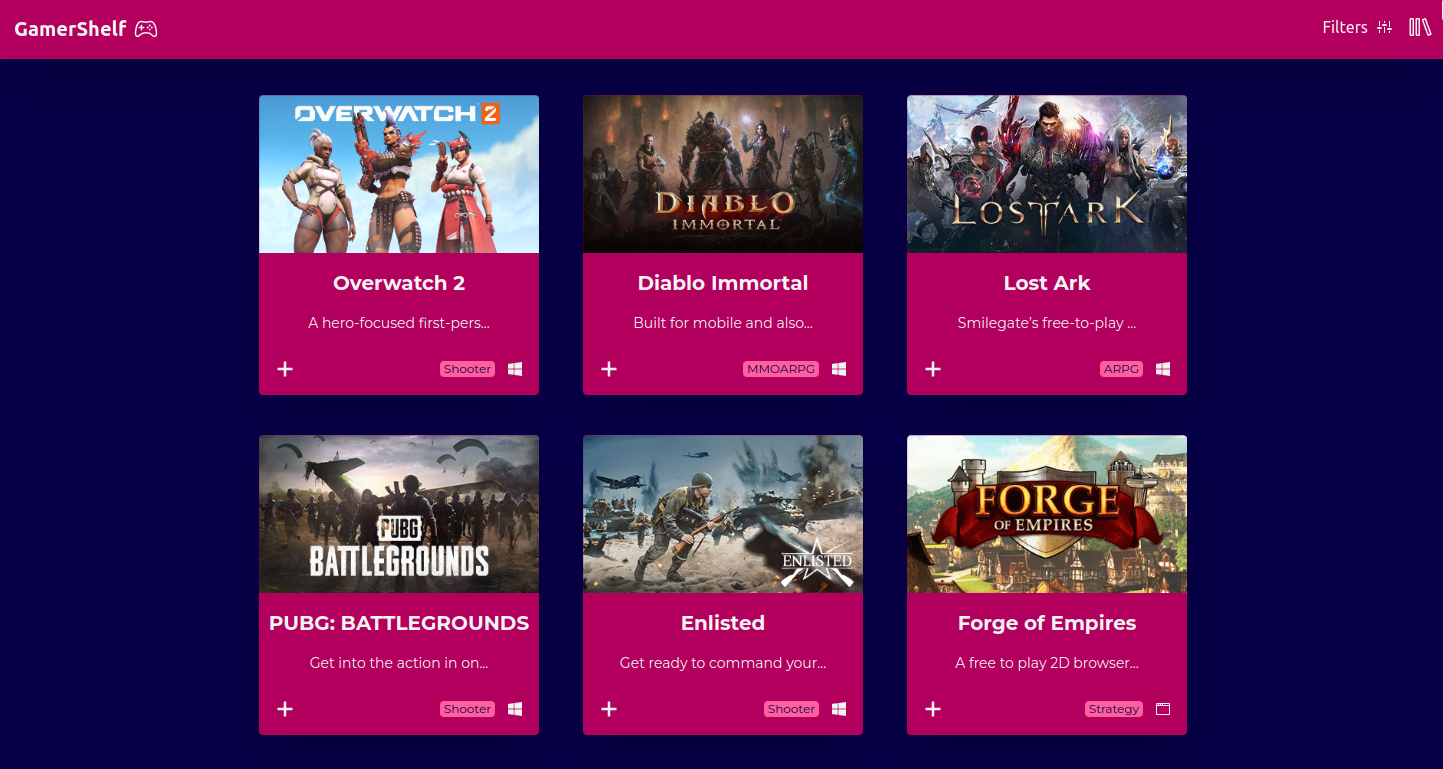 GamerShelf
Filters
OVERWATCH 2
DIABLO
IMMORTAL
LOST ARK
Overwatch 2
Diablo Immortal
Lost Ark
A hero-focused first-pers...
Built for mobile and also...
Smilegate’s free-to-play ...
Shooter
MMOARPG
ARPG
PUBG
BATTLEGROUNDS
ENLISTED
FORGE
OF EMPIRES
PUBG: BATTLEGROUNDS
Enlisted
Forge of Empires
Get into the action in on...
Get ready to command your...
A free to play 2D browser...
Shooter
Shooter
Strategy